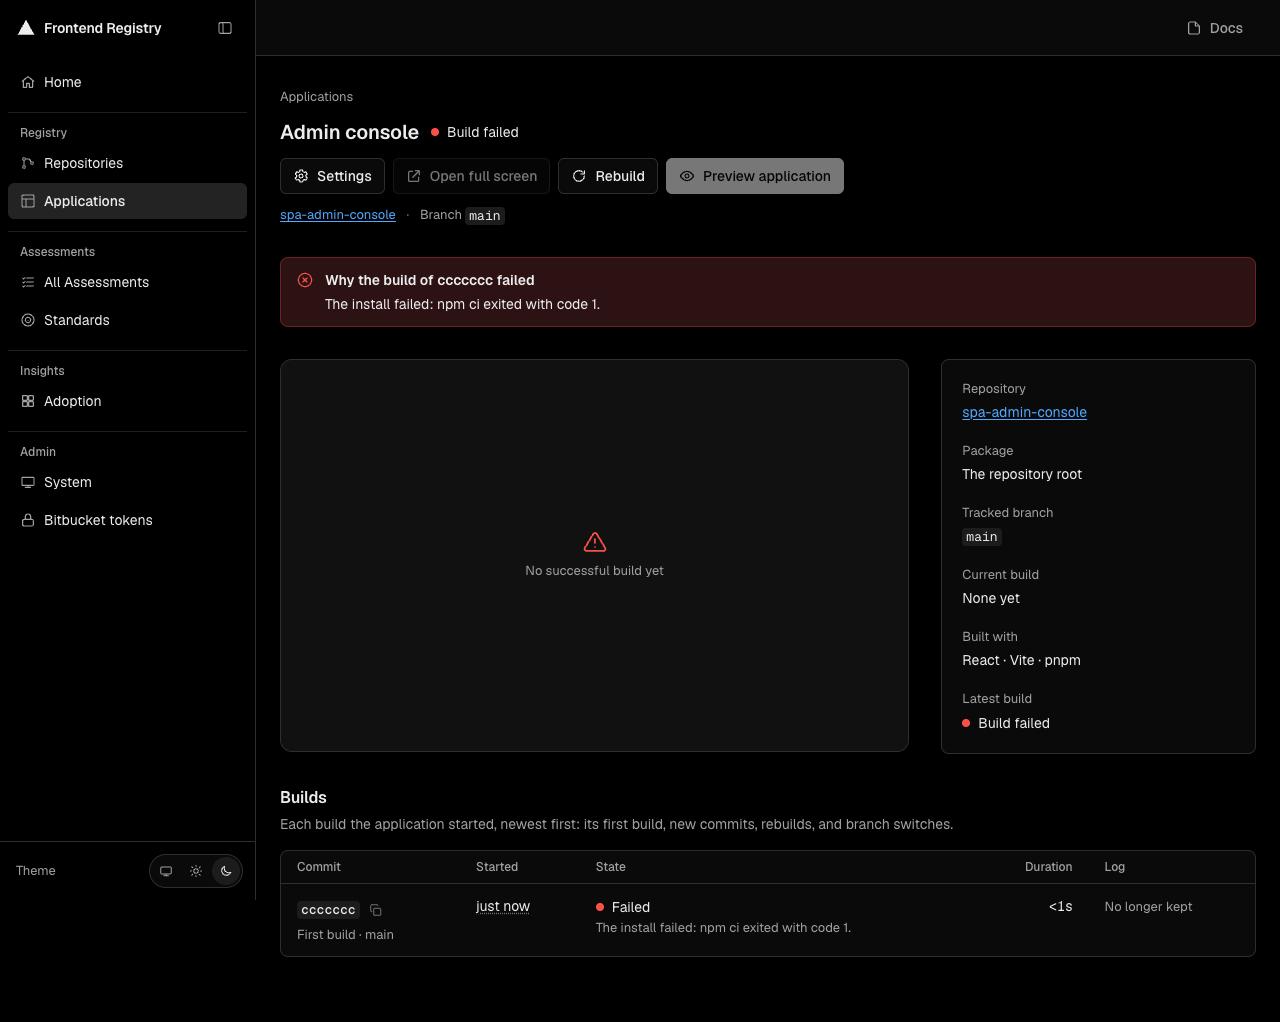 Frontend Registry
Docs
Home
Registry
Repositories
Applications
Assessments
All Assessments
Standards
Insights
Adoption
Admin
System
Bitbucket tokens
Theme
Applications
Admin console
Build failed
Settings
Open full screen
Rebuild
Preview application
spa-admin-console · Branch main
Why the build of ccccccc failed
The install failed: npm ci exited with code 1.
No successful build yet
Repository
spa-admin-console
Package
The repository root
Tracked branch
main
Current build
None yet
Built with
React · Vite · pnpm
Latest build
Build failed
Builds
Each build the application started, newest first: its first build, new commits, rebuilds, and branch switches.
Commit Started State Duration Log
ccccccc just now Failed <1s No longer kept
First build · main The install failed: npm ci exited with code 1.